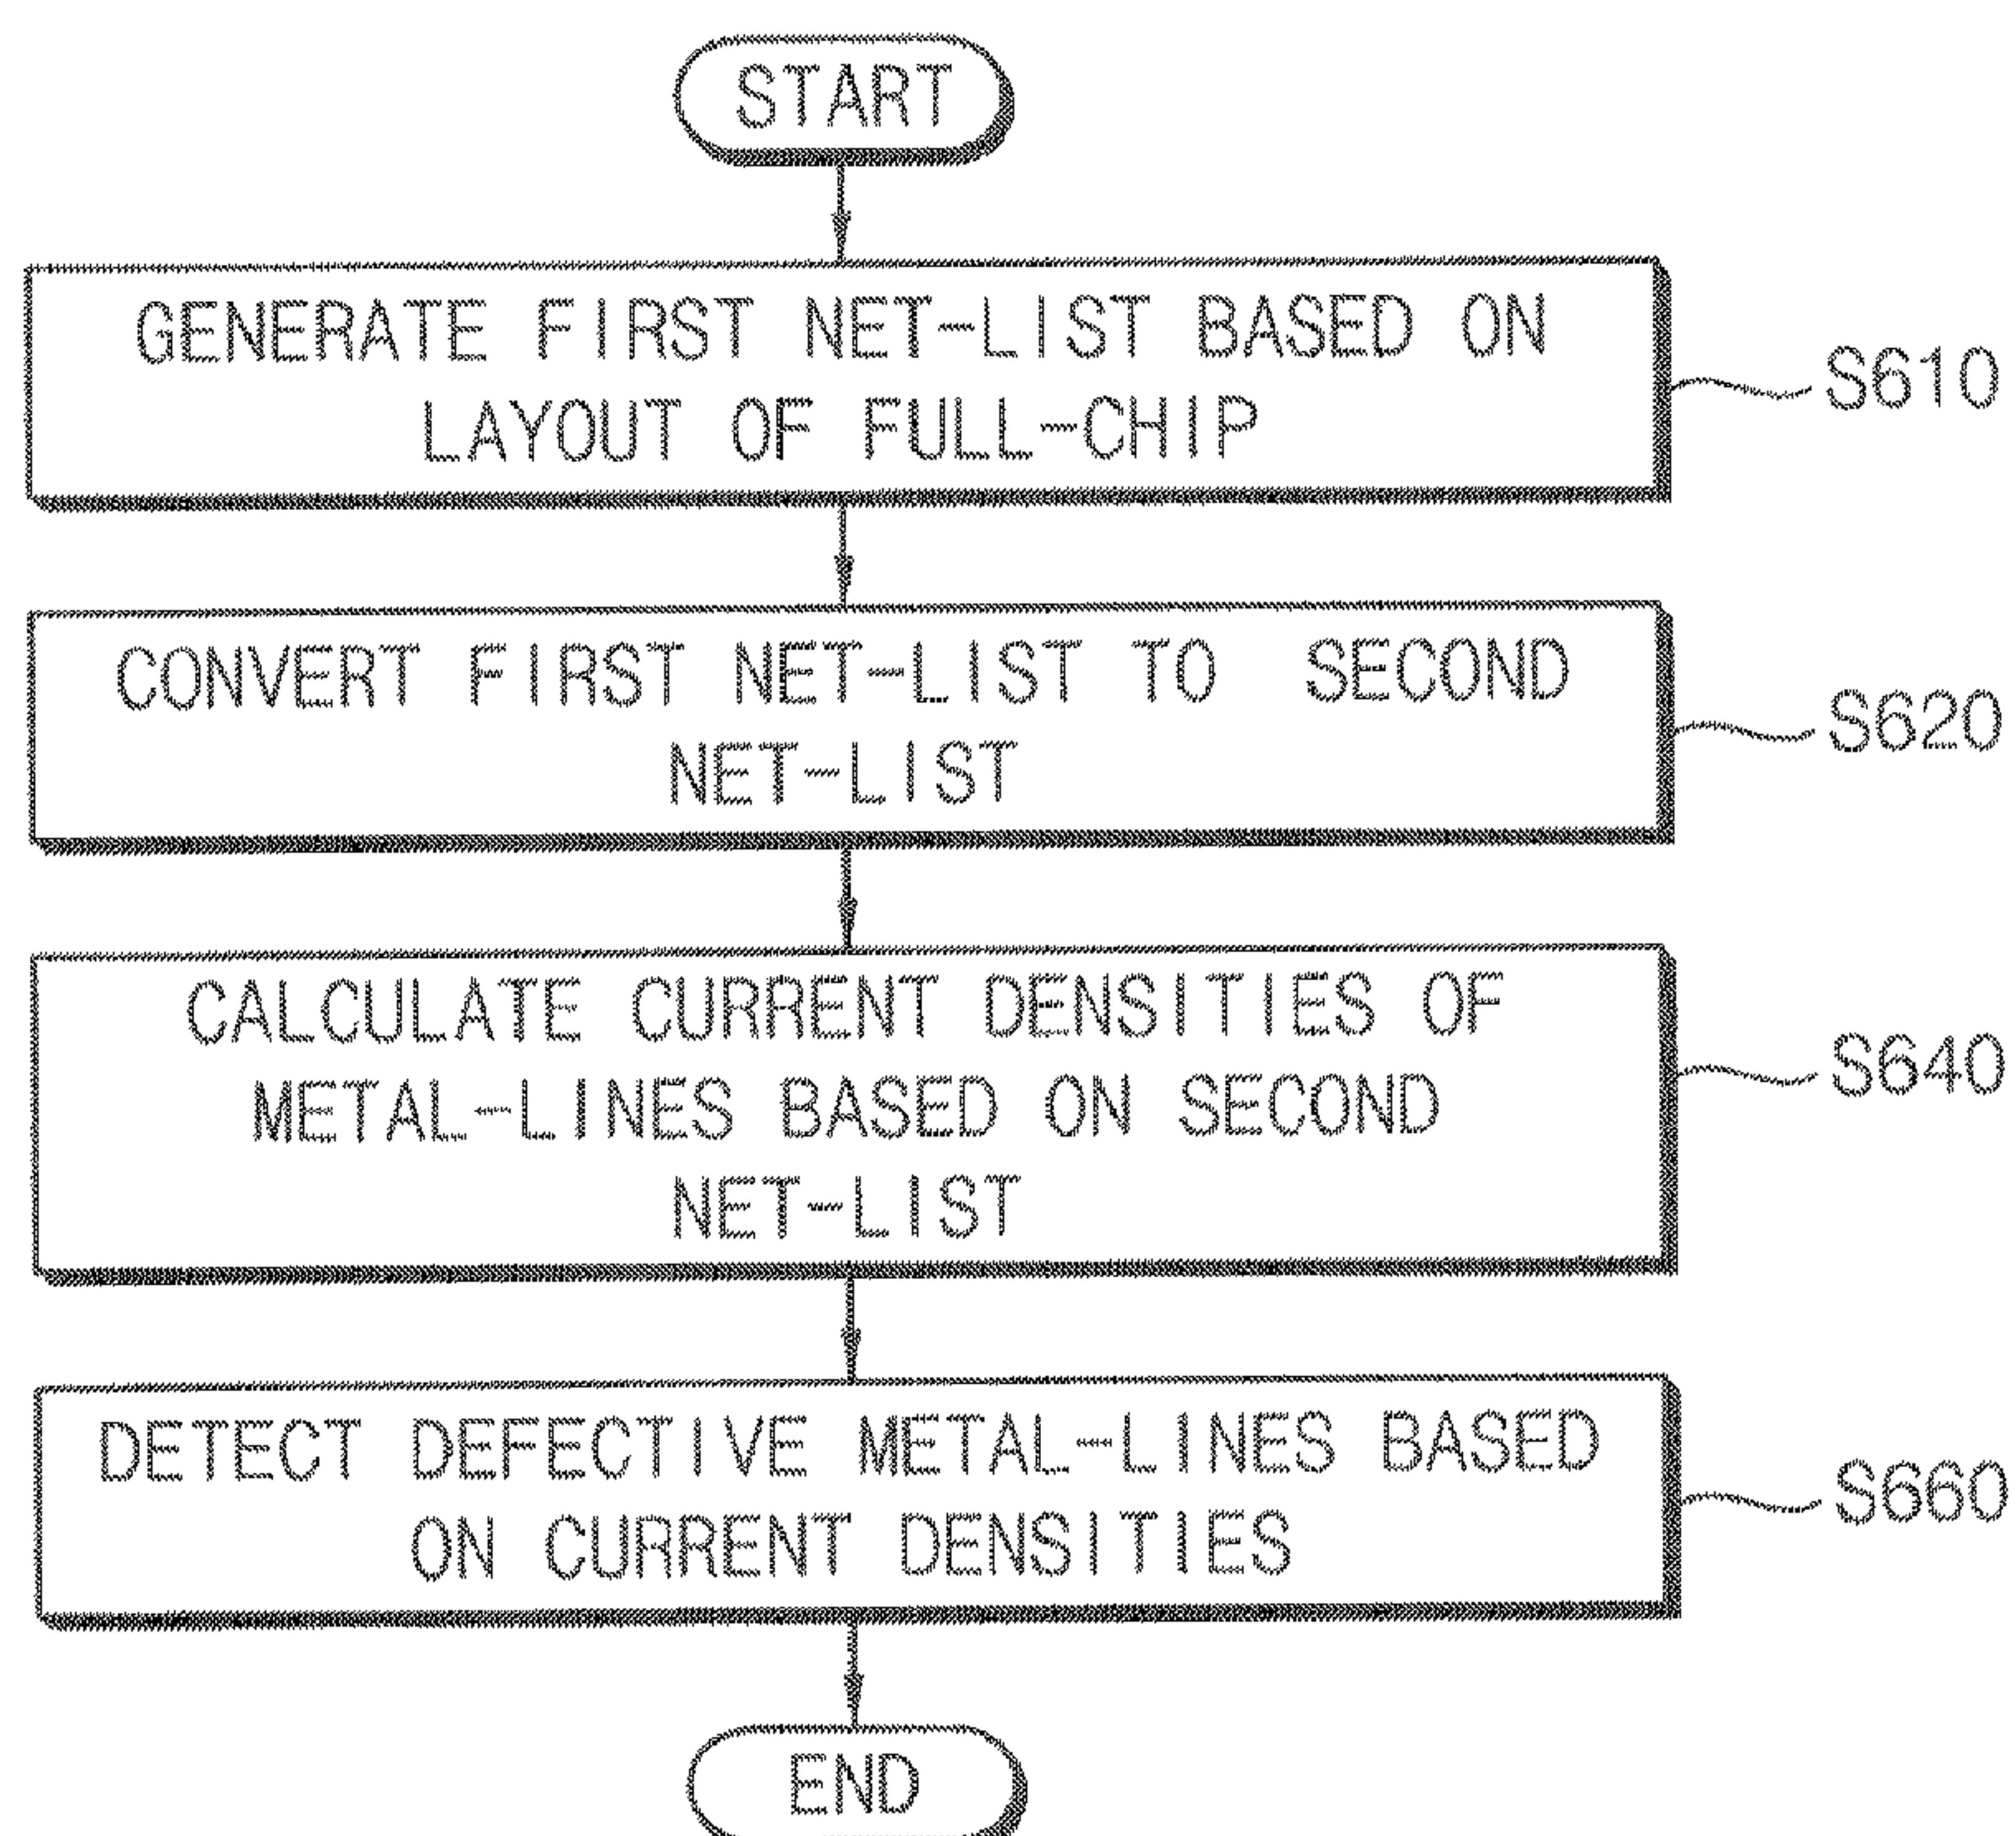 START
GENERATE FIRST NET-LIST BASED ON
LAYOUT OF FULL-CHIP
S610
CONVERT FIRST NET-LIST TO SECOND
NET-LIST
S620
CALCULATE CURRENT DENSITIES OF
METAL-LINES BASED ON SECOND
NET-LIST
S640
DETECT DEFECTIVE METAL-LINES BASED
ON CURRENT DENSITIES
S660
END